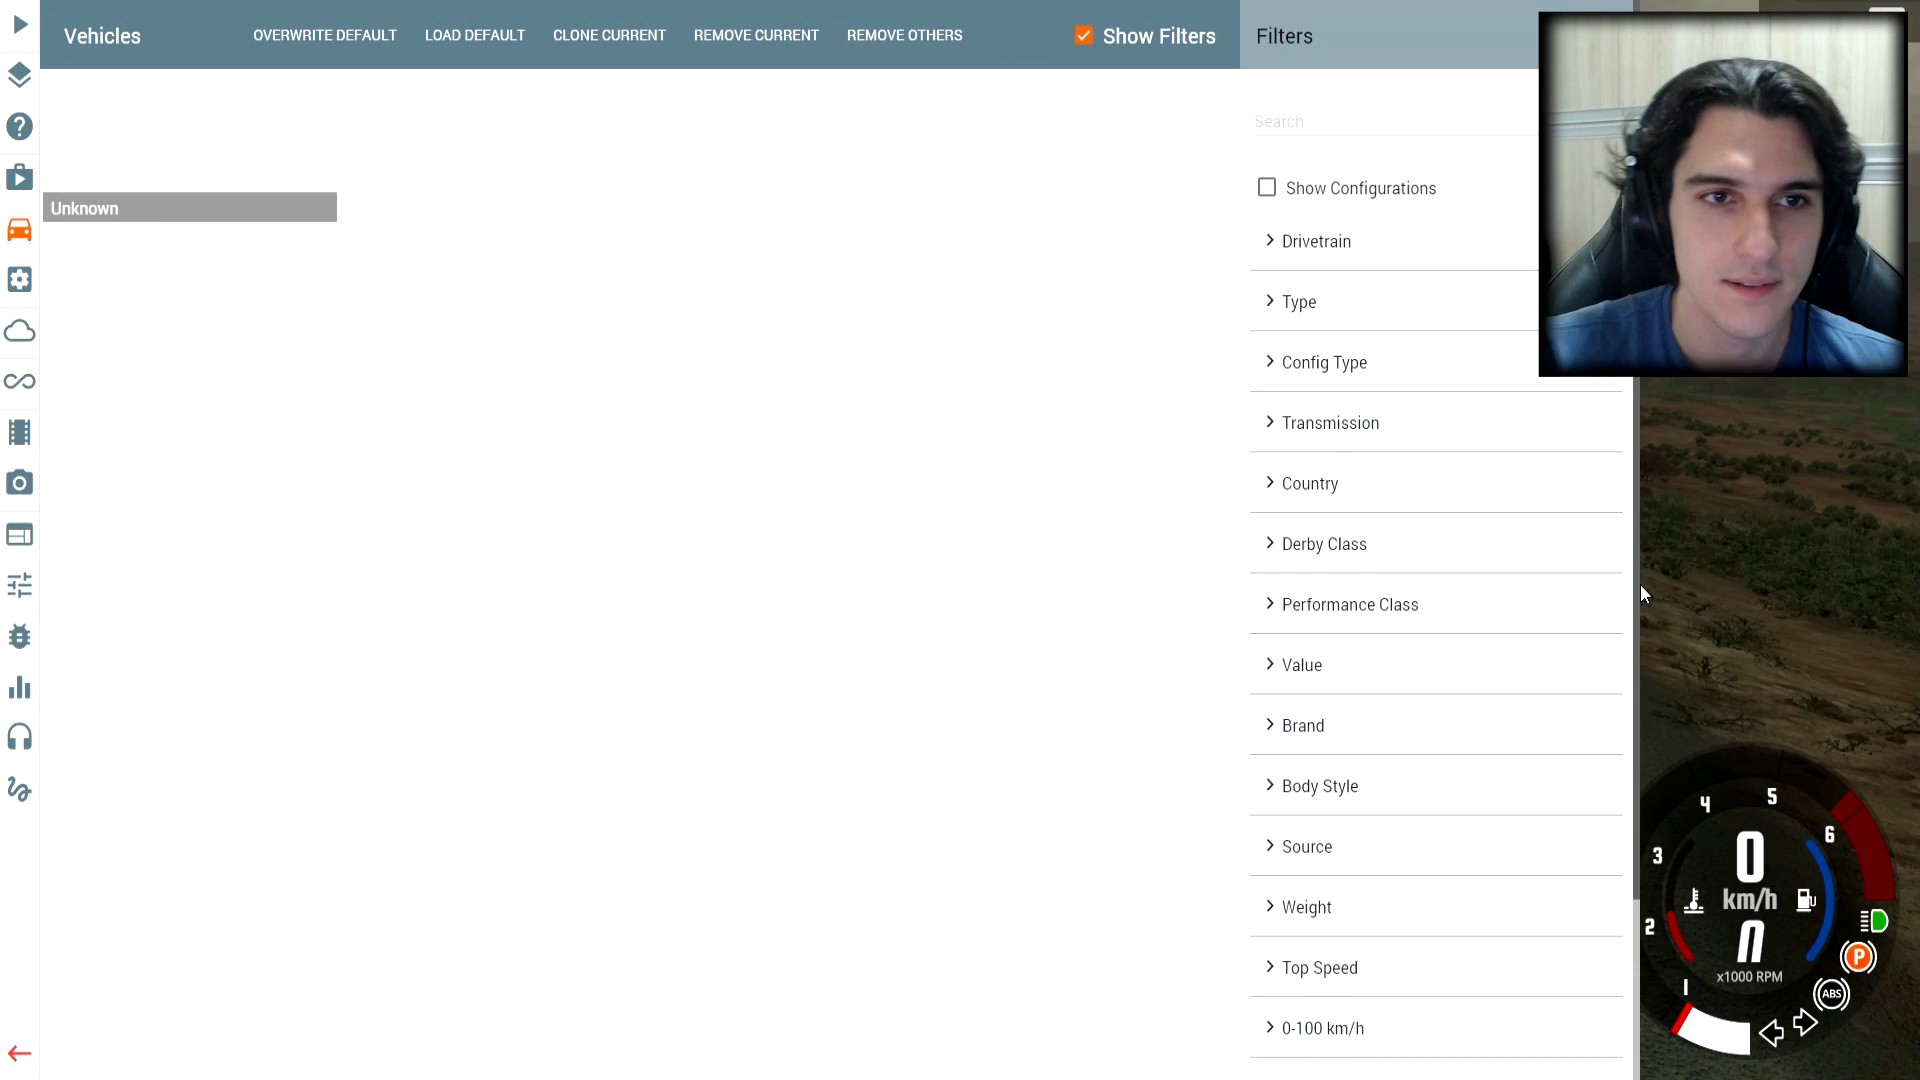 Vehicles
OVERWRITE DEFAULT
LOAD DEFAULT
CLONE CURRENT
REMOVE CURRENT
REMOVE OTHERS
Show Filters
Filters
Search
Show Configurations
Unknown
Drivetrain
Type
Config Type
Transmission
Country
Derby Class
Performance Class
Value
Brand
Body Style
Source
Weight
Top Speed
0-100 km/h
1
2
3
4
5
6
0
km/h
n
x1000 RPM
P
ABS